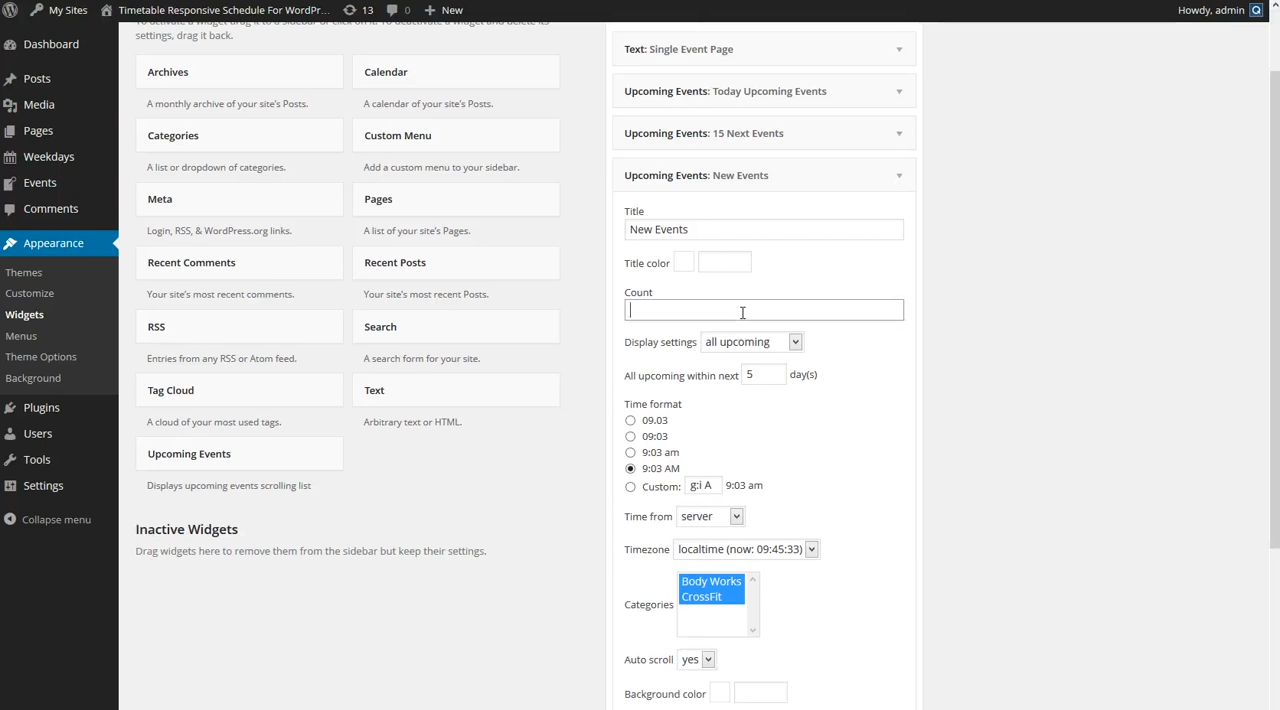 My Sites
Timetable Responsive Schedule For WordPr...
13
0
New
Howdy, admin
To activate a widget drag it to a sidebar or click on it. To deactivate a widget and delete its
settings, drag it back.
Dashboard
Posts
Media
Pages
Weekdays
Events
Comments
Appearance
Themes
Customize
Widgets
Menus
Theme Options
Background
Plugins
Users
Tools
Settings
Collapse menu
Archives
A monthly archive of your site's Posts.
Calendar
A calendar of your site's Posts.
Categories
A list or dropdown of categories.
Custom Menu
Add a custom menu to your sidebar.
Meta
Login, RSS, & WordPress.org links.
Pages
A list of your site's Pages.
Recent Comments
Your site's most recent comments.
Recent Posts
Your site's most recent Posts.
RSS
Entries from any RSS or Atom feed.
Search
A search form for your site.
Tag Cloud
A cloud of your most used tags.
Text
Arbitrary text or HTML.
Upcoming Events
Displays upcoming events scrolling list
Inactive Widgets
Drag widgets here to remove them from the sidebar but keep their settings.
Text: Single Event Page
Upcoming Events: Today Upcoming Events
Upcoming Events: 15 Next Events
Upcoming Events: New Events
Title
New Events
Title color
Count
Display settings all upcoming
All upcoming within next 5 day(s)
Time format
09.03
09:03
9:03 am
9:03 AM
Custom: g:i A 9:03 am
Time from server
Timezone localtime (now: 09:45:33)
Categories
Body Works
CrossFit
Auto scroll yes
Background color